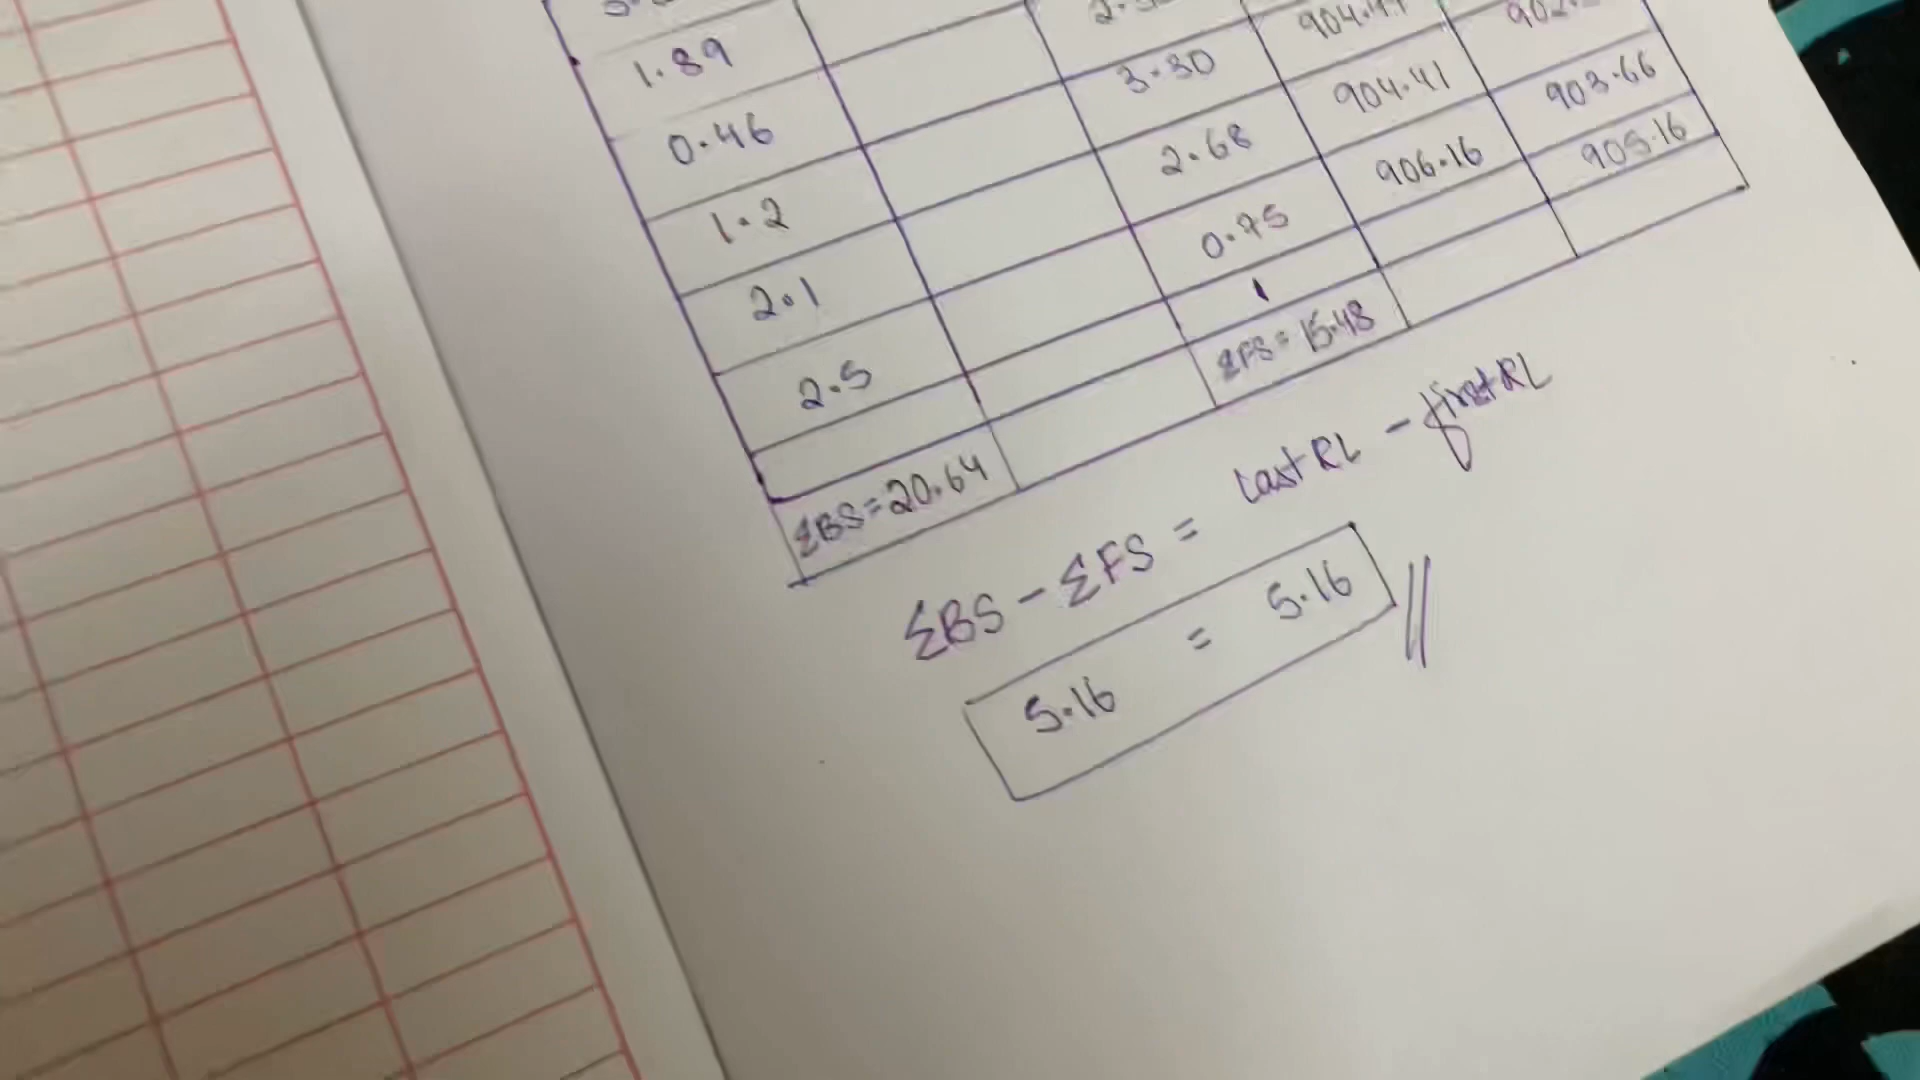 1.89 3.30 904.41 903.66
0.46 2.68 906.16 905.16
1.2 0.75
2.1
2.5 ΣFS = 15.48
ΣBS = 20.64
ΣBS - ΣFS = Last RL - first RL
5.16 = 5.16